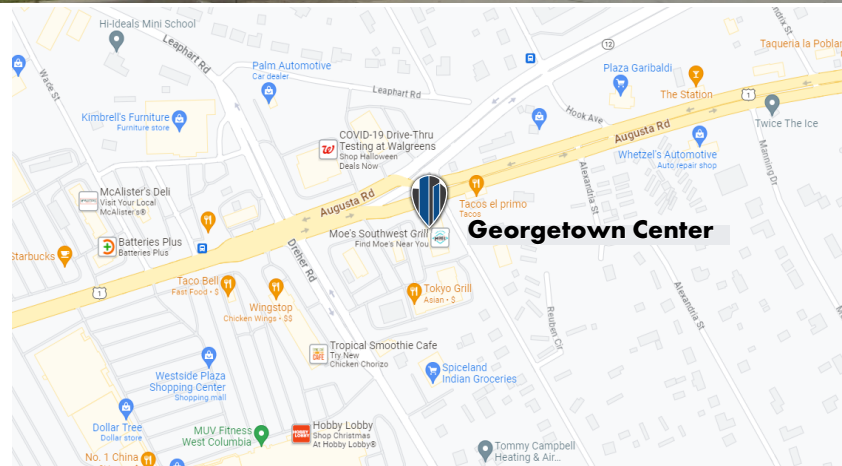 Hi-Ideals Mini School
Leaphart Rd
Wace St
Palm Automotive
Car dealer
Leaphart Rd
12
Plaza Garibaldi
Taqueria la Poblan
The Station
1
Hook Ave
Twice The Ice
Kimbrell's Furniture
Furniture store
COVID-19 Drive-Thru
Testing at Walgreens
Shop Halloween
Deals Now
Augusta Rd
Whetzel's Automotive
Auto repair shop
Manning Dr
Alexandria St
McAlister's Deli
Visit Your Local
McAlister's®
Augusta Rd
Tacos el primo
Tacos
Moe's Southwest Grill
Find Moe's Near You
Georgetown Center
Batteries Plus
Batteries Plus
Starbucks
Dreher Rd
Taco Bell
Fast Food • $
1
Wingstop
Chicken Wings • $$
Tokyo Grill
Asian • $
Alexandria St
Reuben Cir
Tropical Smoothie Cafe
Try New
Chicken Chorizo
Westside Plaza
Shopping Center
Shopping mall
Spiceland
Indian Groceries
Dollar Tree
Dollar store
MUV Fitness
West Columbia
HOBBY
LOBBY
Hobby Lobby
Shop Christmas
At Hobby Lobby®
No. 1 China
Tommy Campbell
Heating & Air...